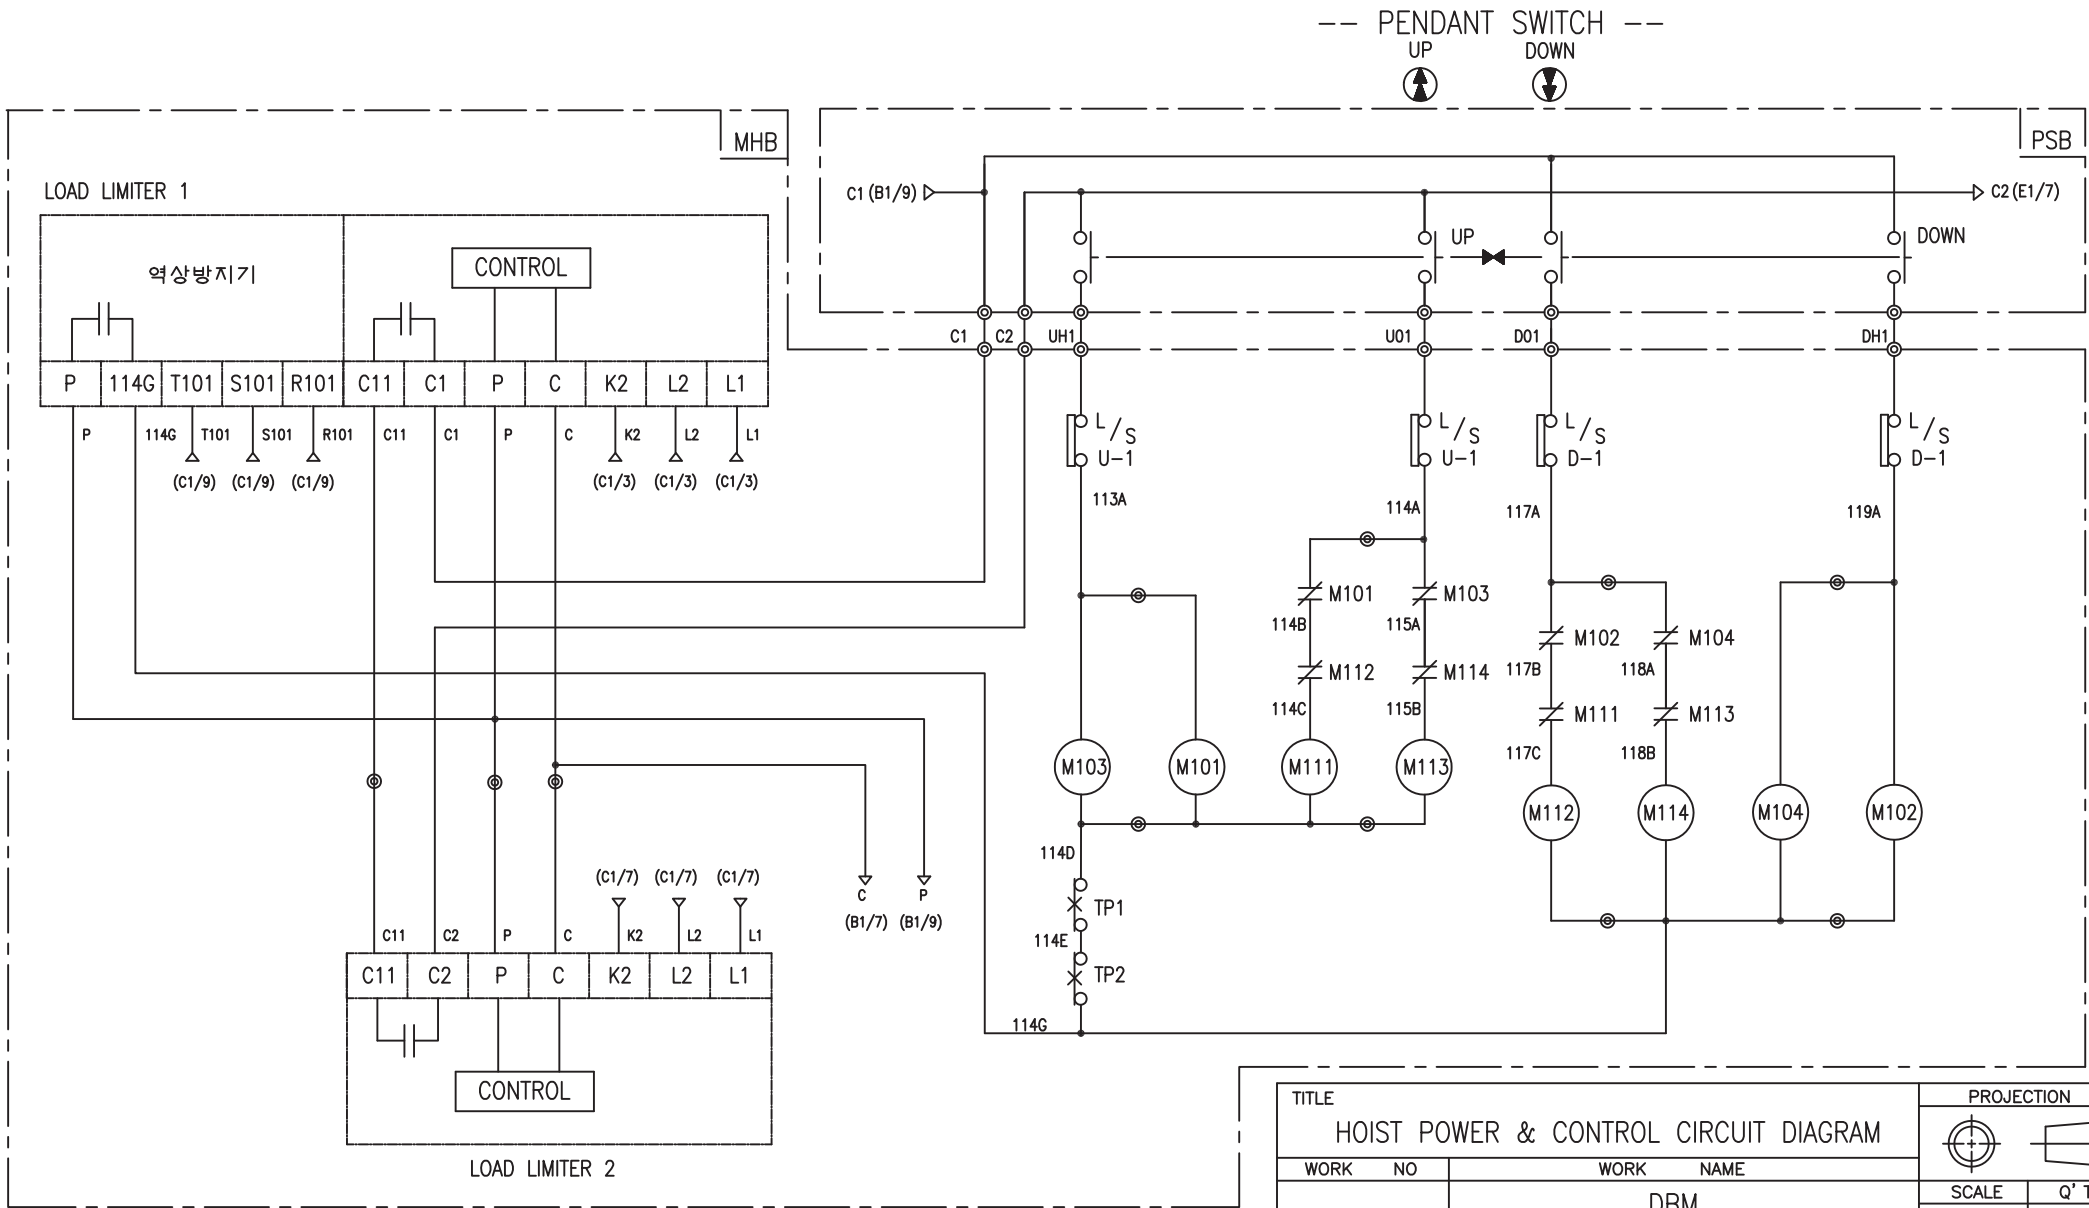 -- PENDANT SWITCH --
UP DOWN
MHB
PSB
LOAD LIMITER 1
C1 (B1/9)
C2 (E1/7)
역상방지기
CONTROL
UP
DOWN
C1 C2 UH1 U01 D01 DH1
P 114G T101 S101 R101 C11 C1 P C K2 L2 L1
P 114G T101 S101 R101 C11 C1 P C K2 L2 L1
(C1/9) (C1/9) (C1/9) (C1/3) (C1/3) (C1/3)
L/S U-1
L/S U-1
L/S D-1
L/S D-1
113A 114A 117A 119A
M101 M103
114B 115A
M102 M104
117B 118A
M112 M114
114C 115B
M111 M113
117C 118B
M103 M101 M111 M113
M112 M114 M104 M102
114D
TP1
114E
TP2
114G
C P
(B1/7) (B1/9)
(C1/7) (C1/7) (C1/7)
C11 C2 P C K2 L2 L1
C11 C2 P C K2 L2 L1
CONTROL
LOAD LIMITER 2
TITLE
HOIST POWER & CONTROL CIRCUIT DIAGRAM
PROJECTION
WORK NO WORK NAME
SCALE Q'T